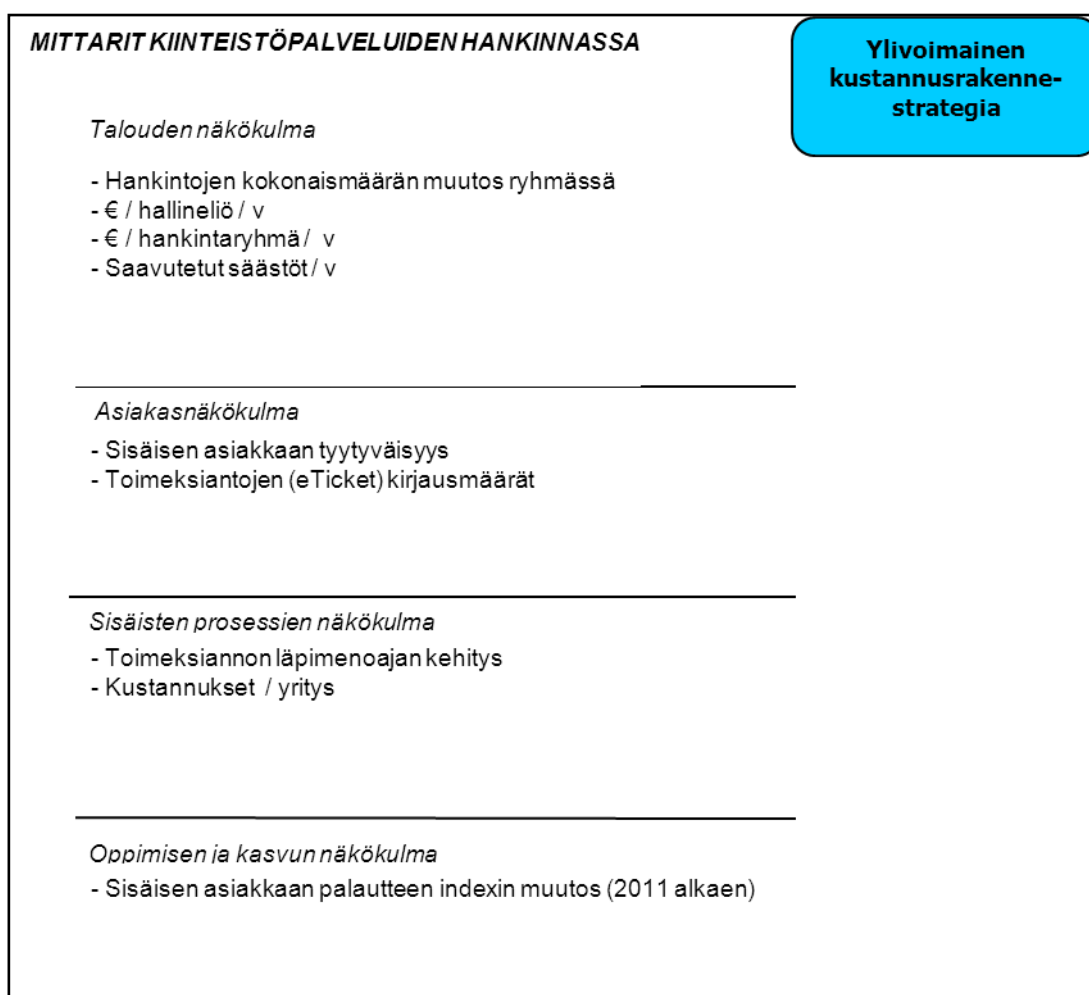 MITTARIT KIINTEISTÖPALVELUIDEN HANKINNASSA
Ylivoimainen
kustannusrakenne-
strategia
Talouden näkökulma
- Hankintojen kokonaismäärän muutos ryhmässä
- € / hallineliö / v
- € / hankintaryhmä / v
- Saavutetut säästöt / v
Asiakasnäkökulma
- Sisäisen asiakkaan tyytyväisyys
- Toimeksiantojen (eTicket) kirjausmäärät
Sisäisten prosessien näkökulma
- Toimeksiannon läpimenoajan kehitys
- Kustannukset / yritys
Oppimisen ja kasvun näkökulma
- Sisäisen asiakkaan palautteen indexin muutos (2011 alkaen)